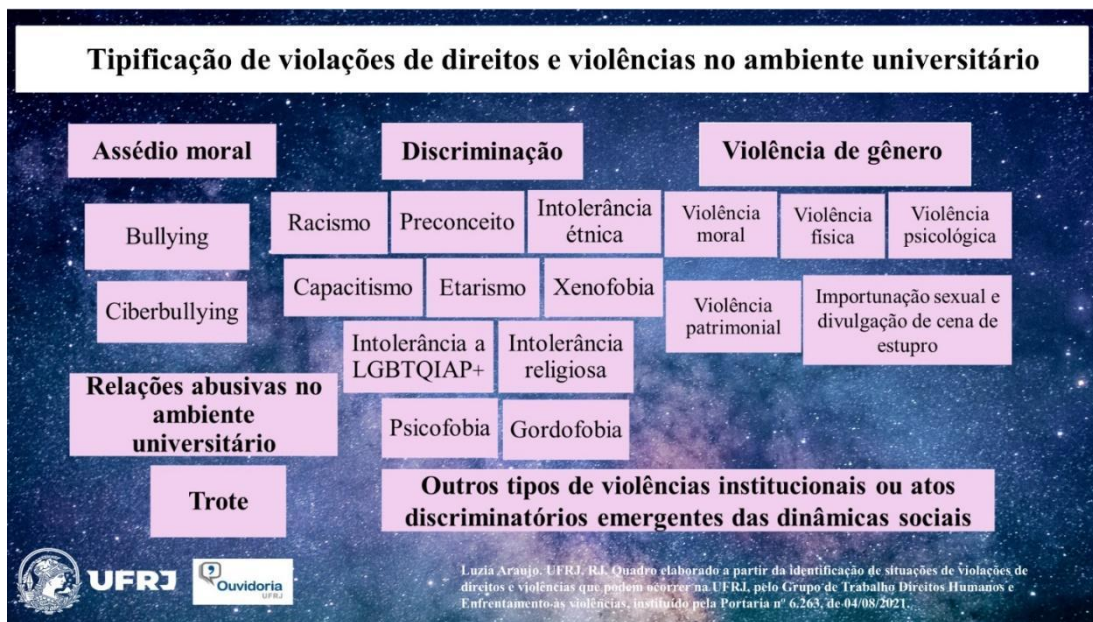 Tipificação de violações de direitos e violências no ambiente universitário
Assédio moral
Bullying
Ciberbullying
Relações abusivas no
ambiente
universitário
Trote
Discriminação
Racismo
Preconceito
Intolerância
étnica
Capacitismo
Etarismo
Xenofobia
Intolerância a
LGBTQIAP+
Intolerância
religiosa
Psicofobia
Gordofobia
Violência de gênero
Violência
moral
Violência
física
Violência
psicológica
Violência
patrimonial
Importunação sexual e
divulgação de cena de
estupro
Outros tipos de violências institucionais ou atos
discriminatórios emergentes das dinâmicas sociais
UFRJ
Ouvidoria
UFRJ
Luzia Araujo. UFRJ, RJ. Quadro elaborado a partir da identificação de situações de violações de
direitos e violências que podem ocorrer na UFRJ, pelo Grupo de Trabalho Direitos Humanos e
Enfrentamento às violências, instituído pela Portaria nº 6.263, de 04/08/2021.